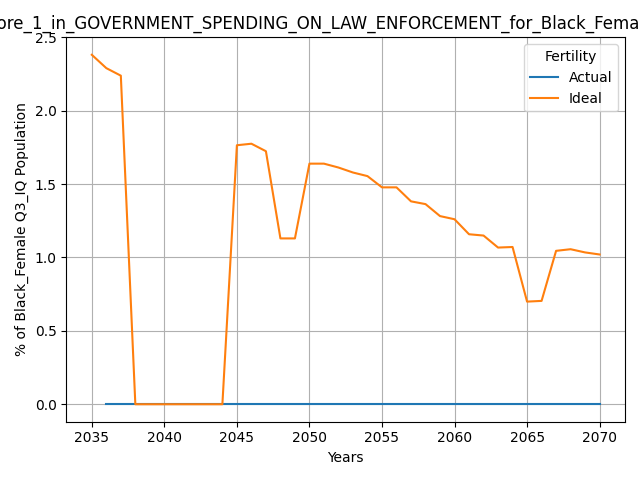 ore_1_in_GOVERNMENT_SPENDING_ON_LAW_ENFORCEMENT_for_Black_Fema
2.5
2.0
1.5
1.0
0.5
0.0
% of Black_Female Q3_IQ Population
Fertility
Actual
Ideal
2035 2040 2045 2050 2055 2060 2065 2070
Years